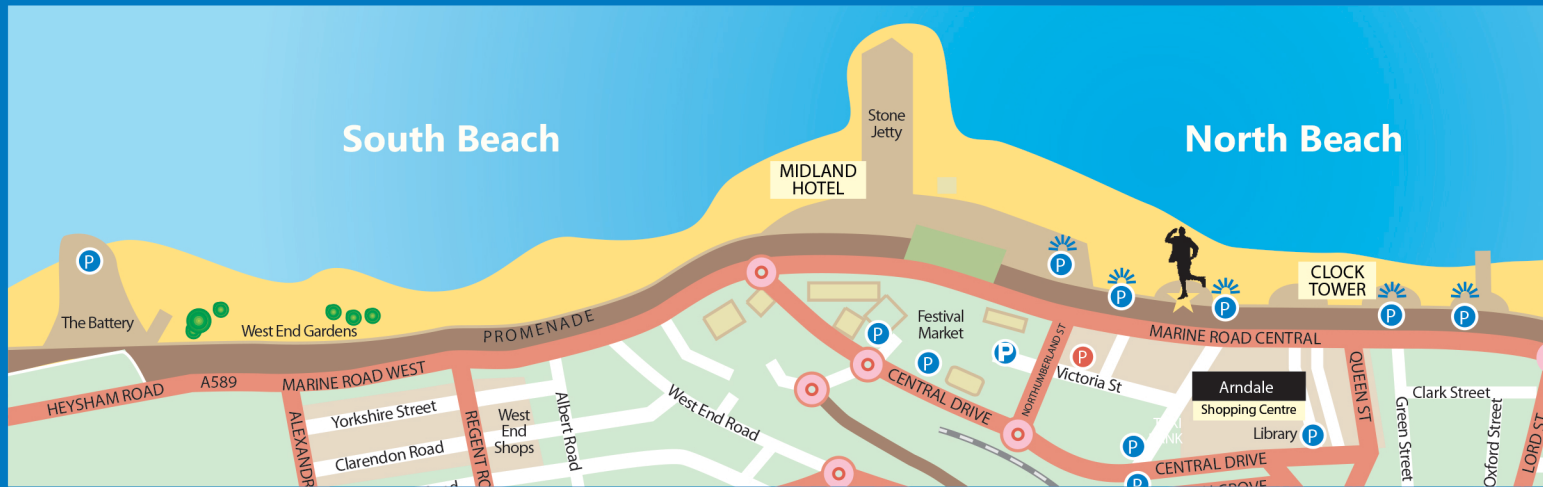 South Beach
North Beach
Stone
Jetty
MIDLAND
HOTEL
CLOCK
TOWER
P
P
P
P
P
P
The Battery
West End Gardens
PROMENADE
Festival
Market
P
P
P
P
MARINE ROAD CENTRAL
NORTHUMBERLAND ST
Victoria St
HEYSHAM ROAD
A589
MARINE ROAD WEST
CENTRAL DRIVE
QUEEN ST
Arndale
Shopping Centre
Library
P
P
P
Clark Street
Green Street
Oxford Street
LORD ST
Yorkshire Street
Clarendon Road
West
End
Shops
Albert Road
West End Road
CENTRAL DRIVE